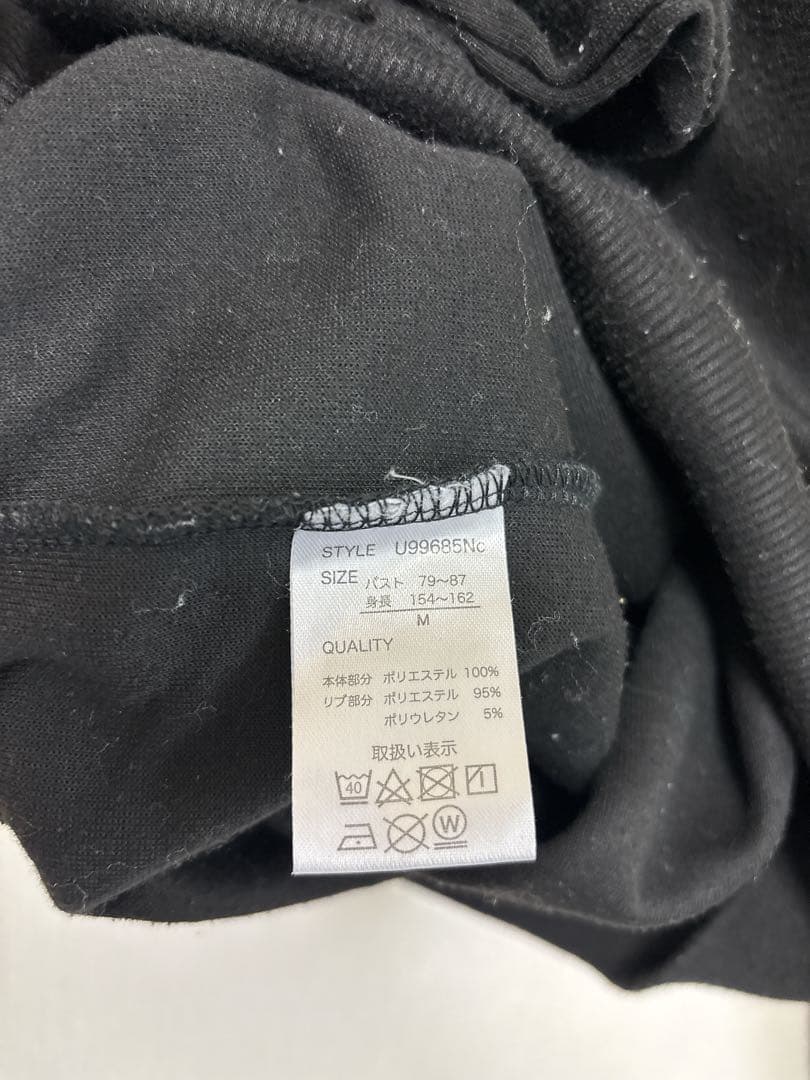 STYLE U99685Nc
SIZE バスト 79〜87
身長 154〜162
M
QUALITY
本体部分 ポリエステル 100%
リブ部分 ポリエステル 95%
ポリウレタン 5%
取扱い表示
40
W